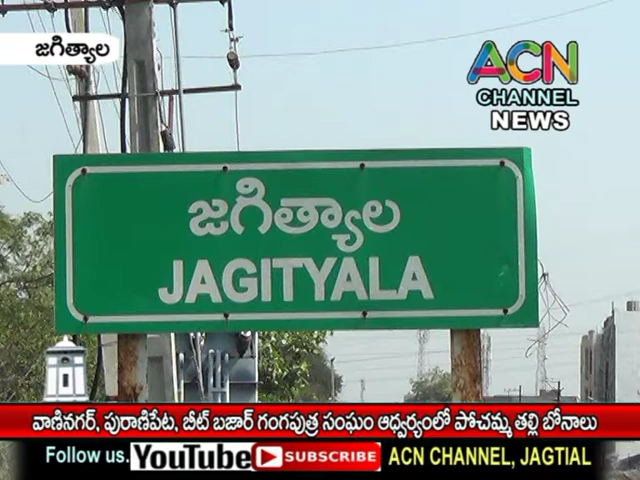 జగిత్యాల
ACN
CHANNEL
NEWS
జగిత్యాల
JAGITYALA
వాణినగర్, పురాణిపేట, బీట్ బజార్ గంగపుత్ర సంఘం ఆధ్వర్యంలో పోచమ్మ తల్లి బోనాలు
Follow us. YouTube SUBSCRIBE ACN CHANNEL, JAGTIAL